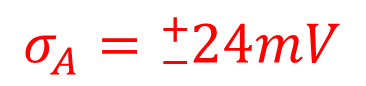 σ_A = ±24mV